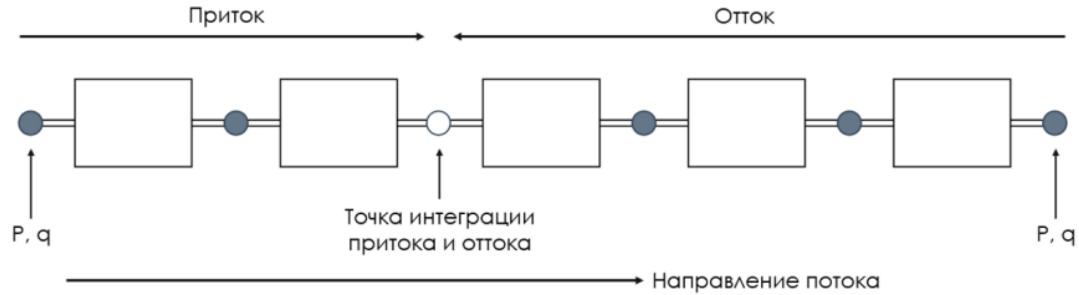 Приток
Отток
P, q
Точка интеграции
притока и оттока
P, q
Направление потока